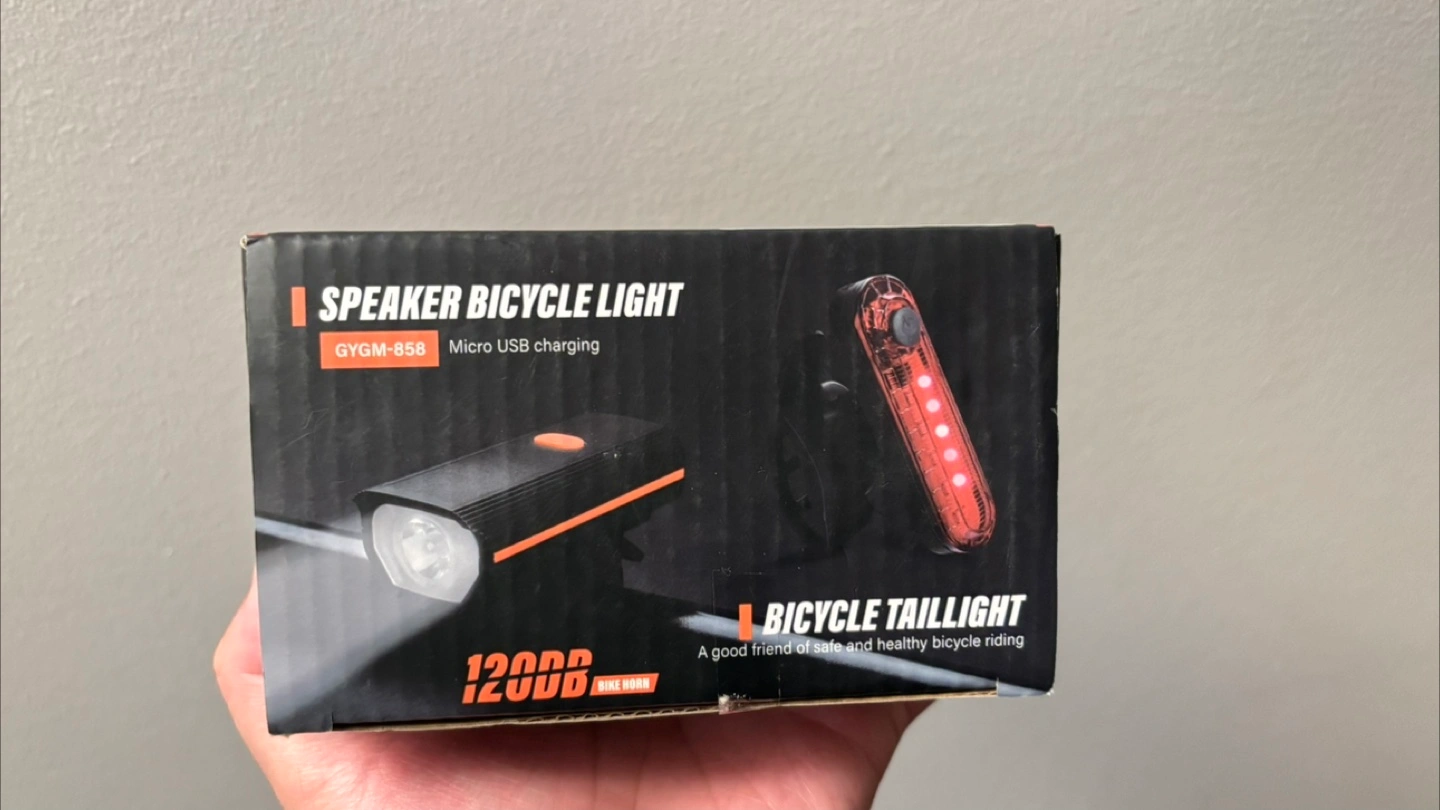 SPEAKER BICYCLE LIGHT
GYGM-858 Micro USB charging
120DB BIKE HORN
BICYCLE TAILLIGHT
A good friend of safe and healthy bicycle riding